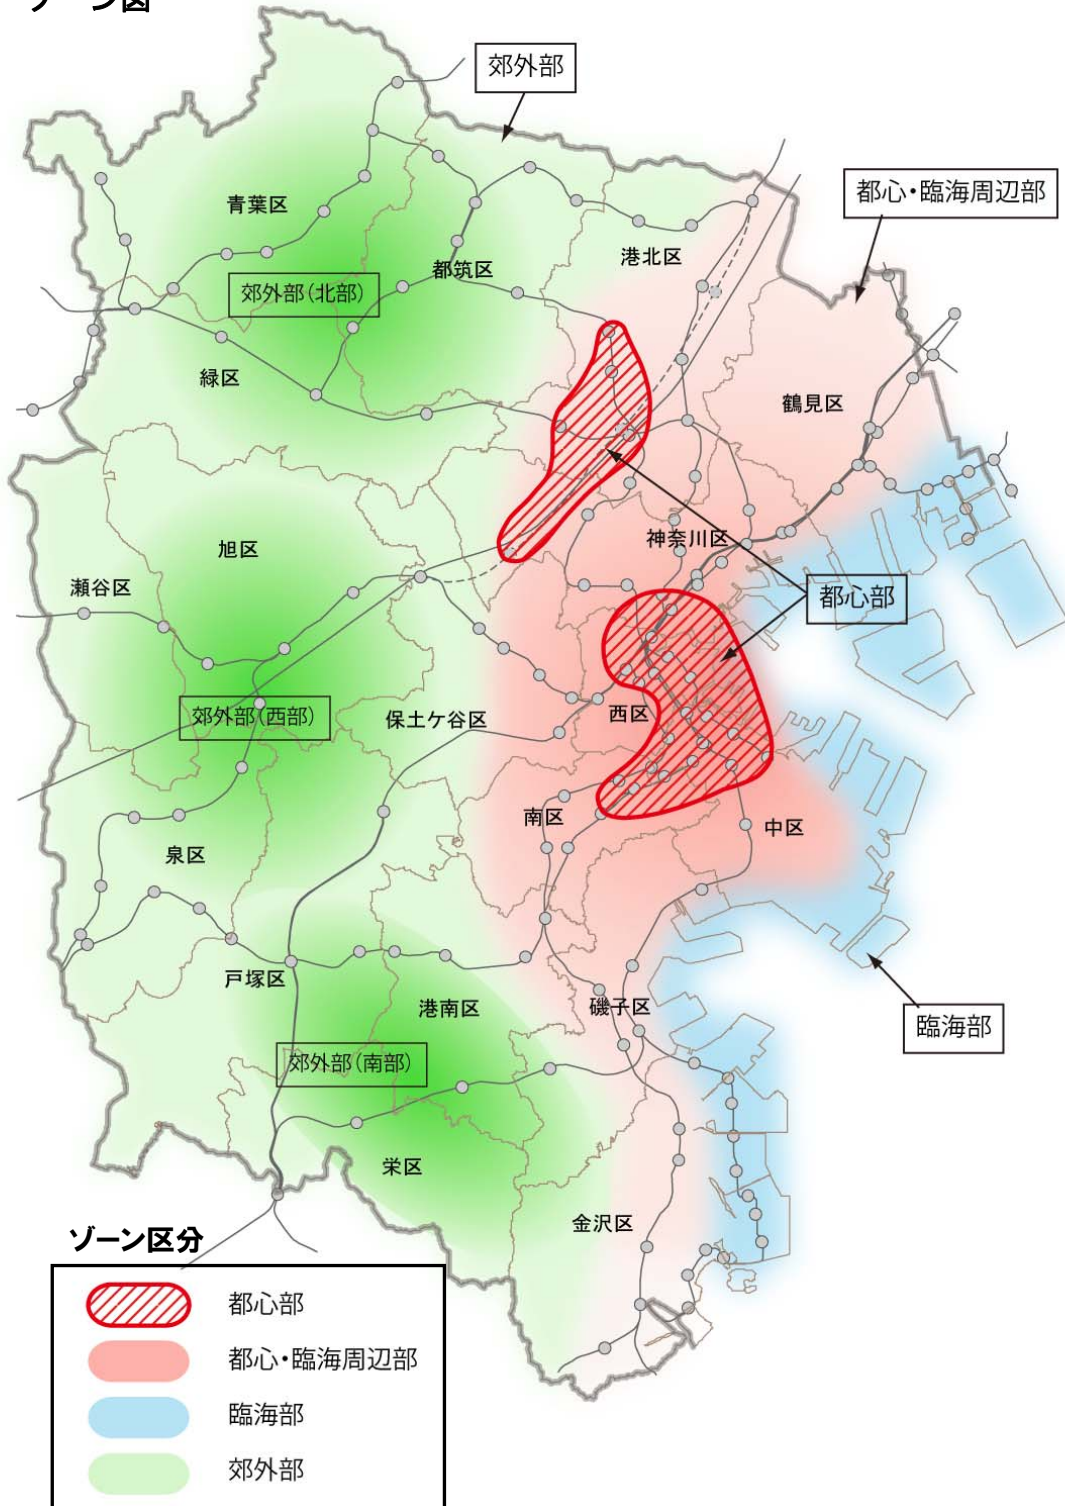 ゾーン図
郊外部
都心・臨海周辺部
青葉区
港北区
都筑区
郊外部(北部)
緑区
鶴見区
神奈川区
旭区
瀬谷区
都心部
郊外部(西部)
西区
保土ケ谷区
南区
中区
泉区
戸塚区
港南区
磯子区
臨海部
郊外部(南部)
栄区
金沢区
ゾーン区分
都心部
都心・臨海周辺部
臨海部
郊外部